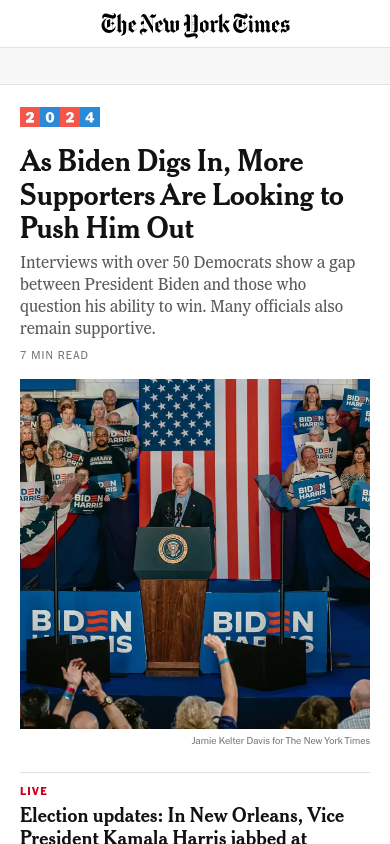 The New York Times
2024
As Biden Digs In, More
Supporters Are Looking to
Push Him Out
Interviews with over 50 Democrats show a gap
between President Biden and those who
question his ability to win. Many officials also
remain supportive.
7 MIN READ
BIDEN
HARRIS
BIDEN
HARRIS
BIDEN
HARRIS
BIDEN
HARRIS
BIDEN
HARRIS
BIDEN
HARRIS
Jamie Kelter Davis for The New York Times
LIVE
Election updates: In New Orleans, Vice
President Kamala Harris jabbed at